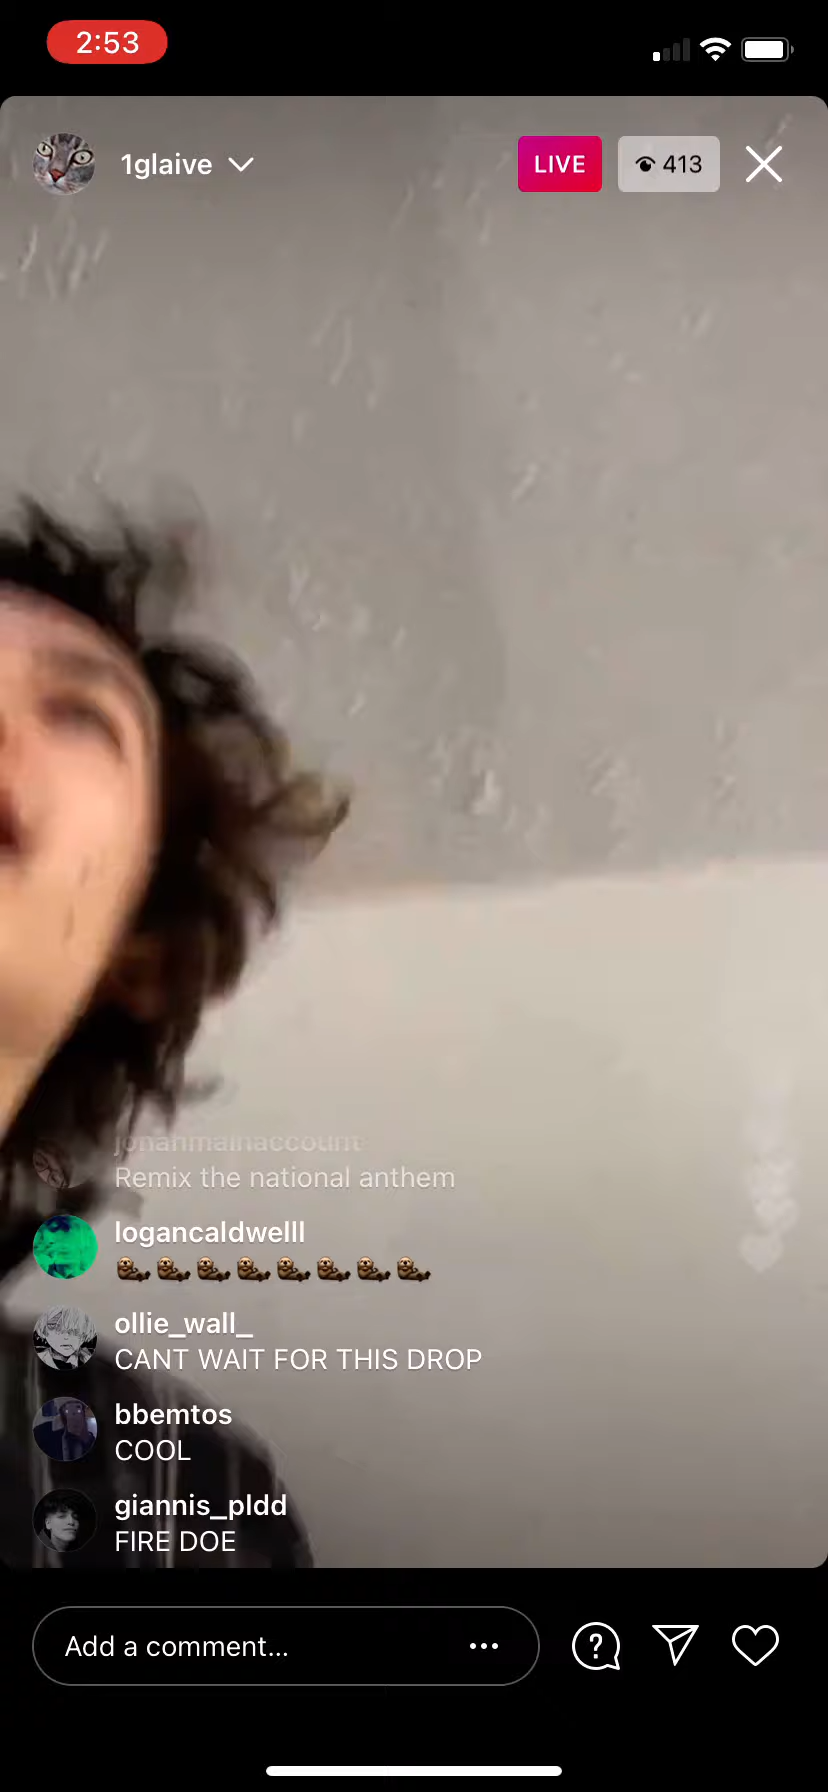 2:53
1glaive
LIVE
413
jonahmainaccount
Remix the national anthem
logancaldwelll
🦦🦦🦦🦦🦦🦦🦦🦦
ollie_wall_
CANT WAIT FOR THIS DROP
bbemtos
COOL
giannis_pldd
FIRE DOE
Add a comment...